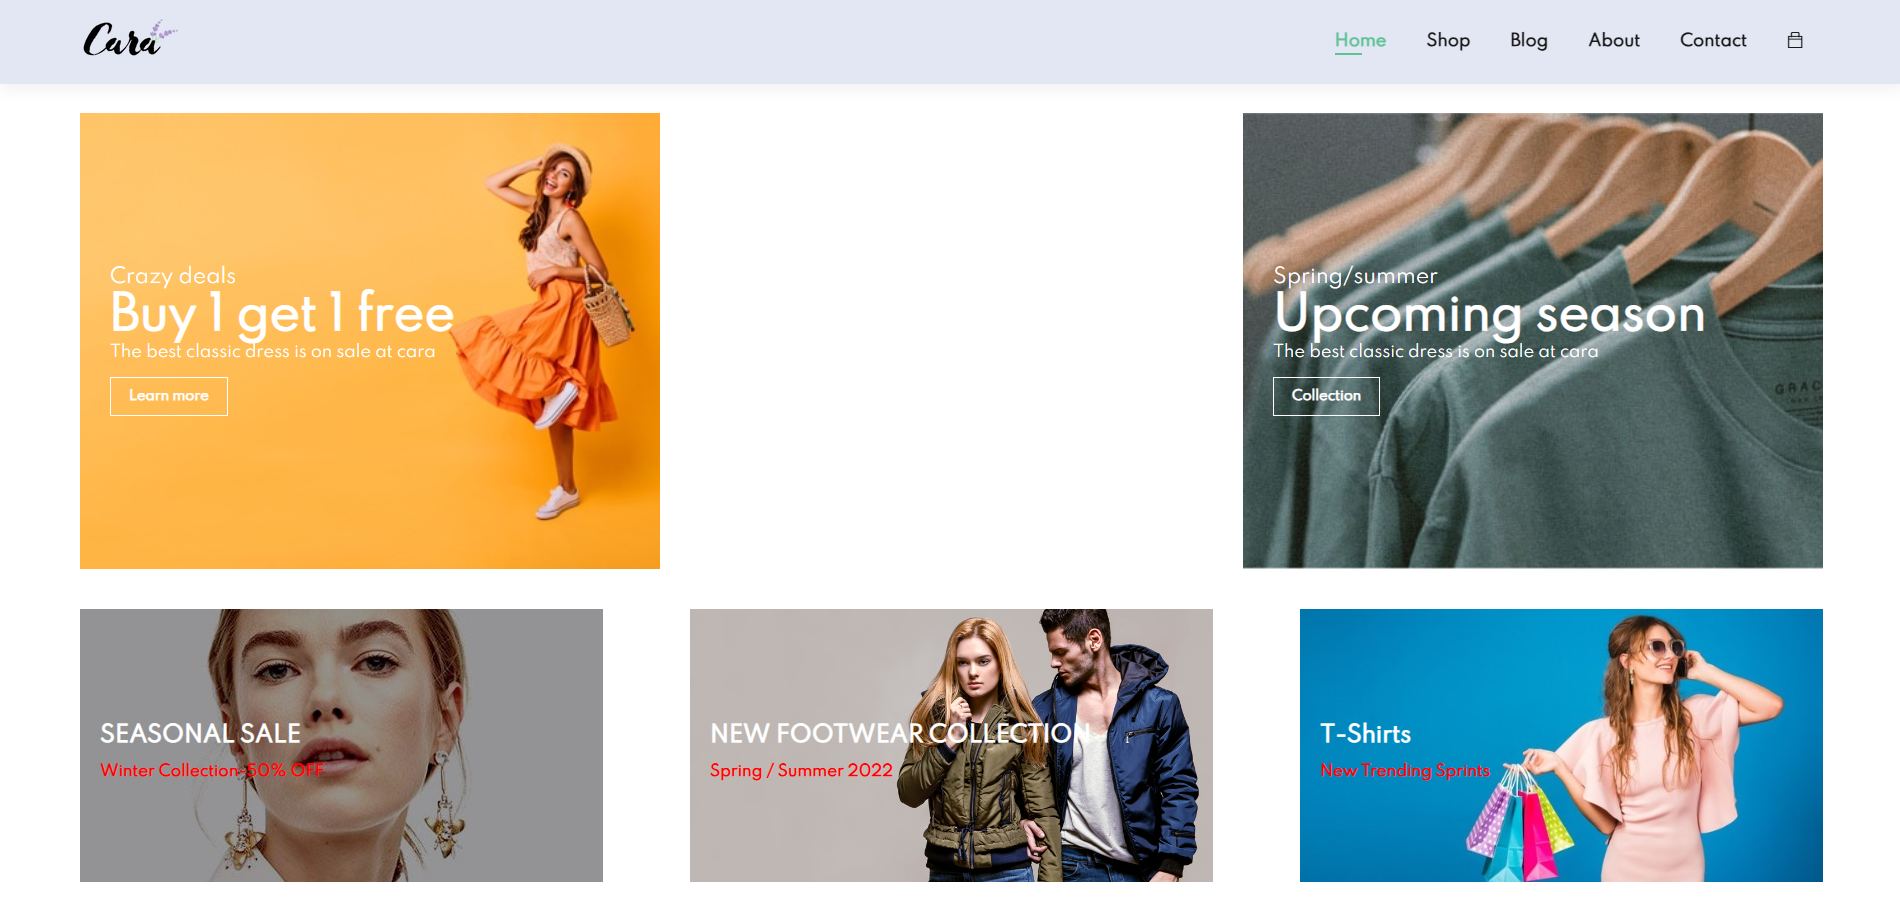 Cara
Home Shop Blog About Contact
Crazy deals
Buy 1 get 1 free
The best classic dress is on sale at cara
Learn more
Spring/summer
Upcoming season
The best classic dress is on sale at cara
Collection
GRAC
SEASONAL SALE
Winter Collection -50% OFF
NEW FOOTWEAR COLLECTION
Spring / Summer 2022
T-Shirts
New Trending Sprints